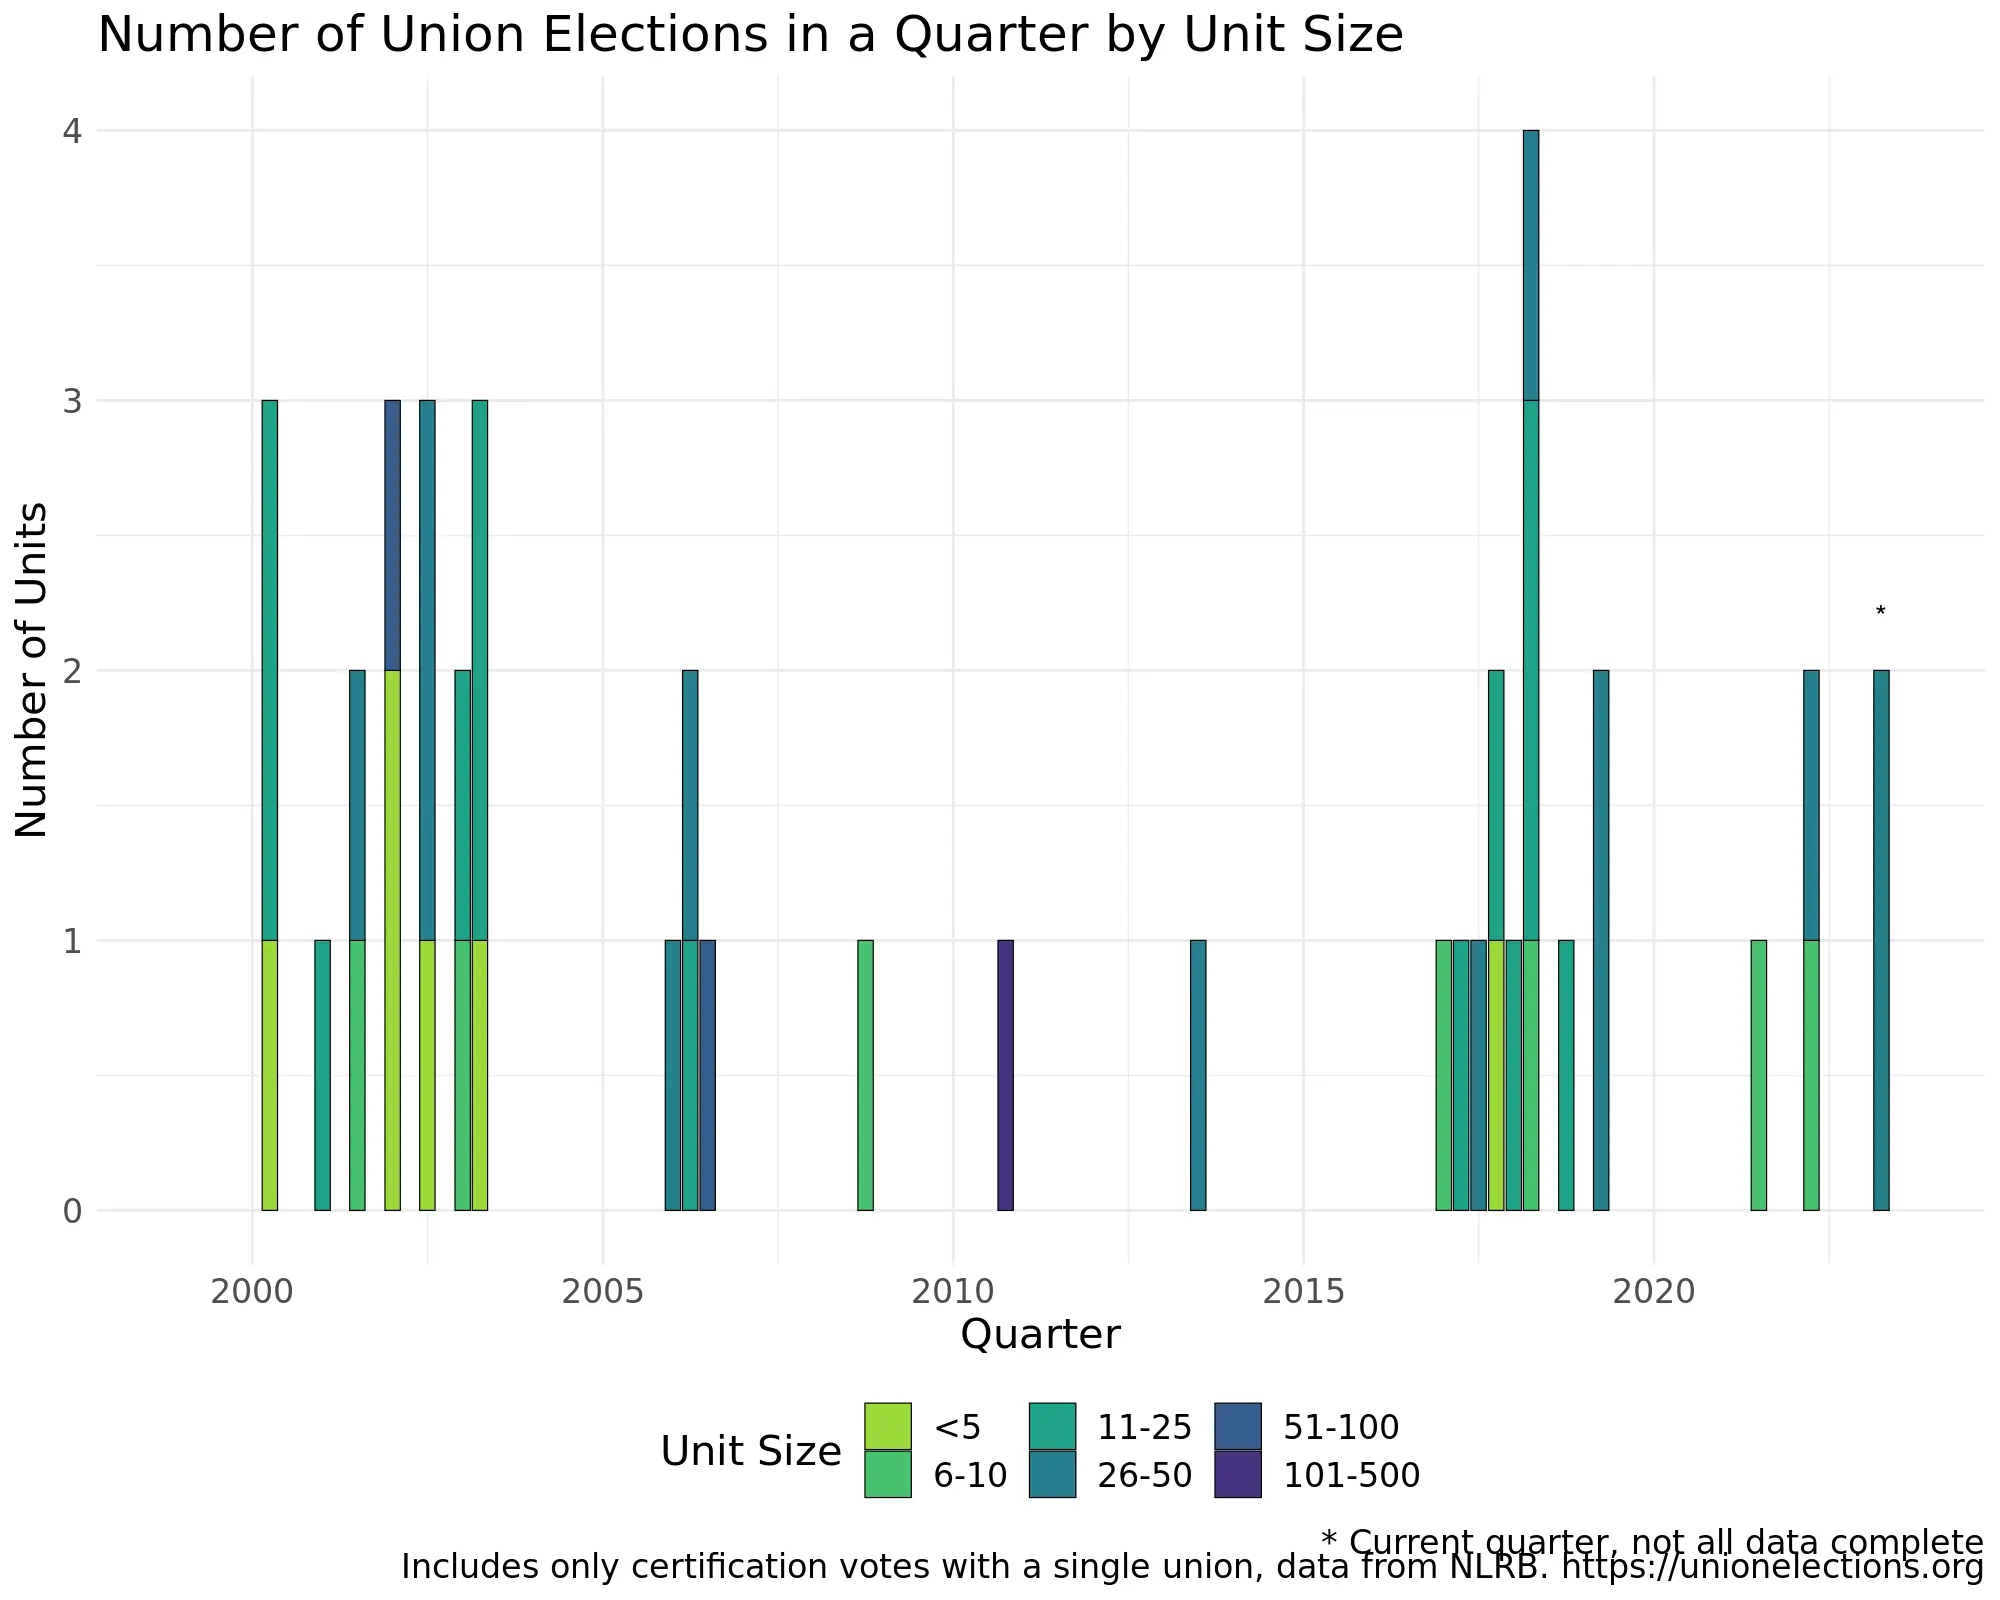 Number of Union Elections in a Quarter by Unit Size
4
3
2
1
0
Number of Units
*
2000 2005 2010 2015 2020
Quarter
Unit Size
<5 11-25 51-100
6-10 26-50 101-500
* Current quarter, not all data complete
Includes only certification votes with a single union, data from NLRB. https://unionelections.org